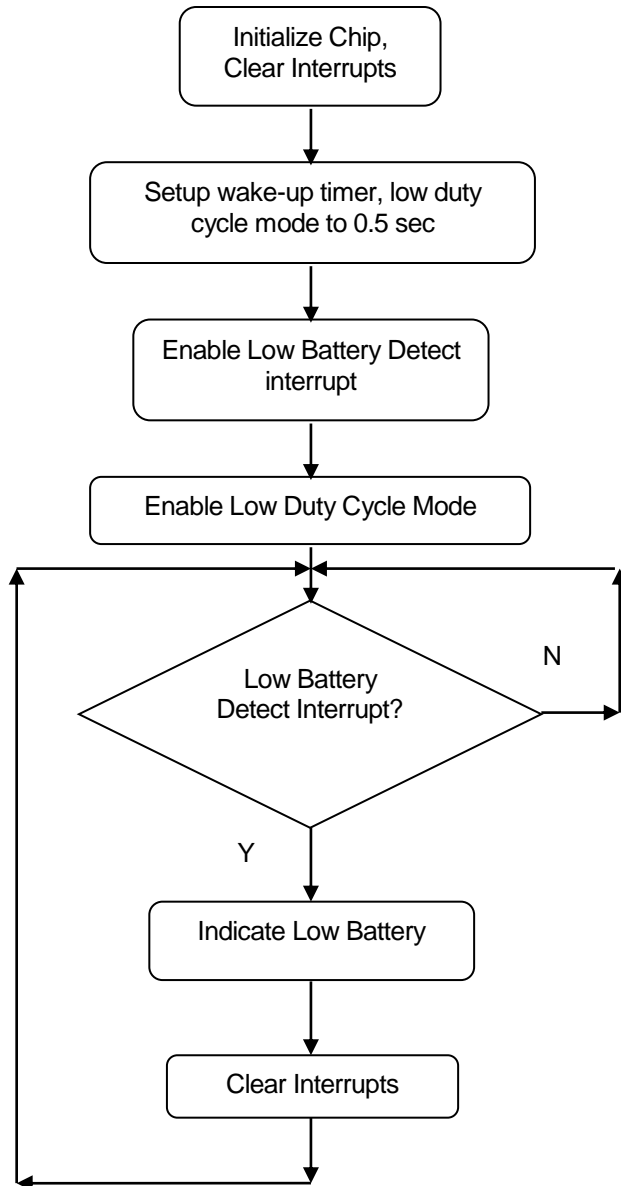 Initialize Chip,
Clear Interrupts
Setup wake-up timer, low duty
cycle mode to 0.5 sec
Enable Low Battery Detect
interrupt
Enable Low Duty Cycle Mode
Low Battery
Detect Interrupt?
N
Y
Indicate Low Battery
Clear Interrupts